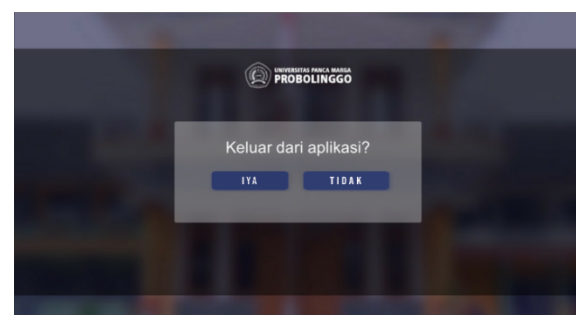 UNIVERSITAS PANCA MARGA
PROBOLINGGO
Keluar dari aplikasi?
IYA
TIDAK